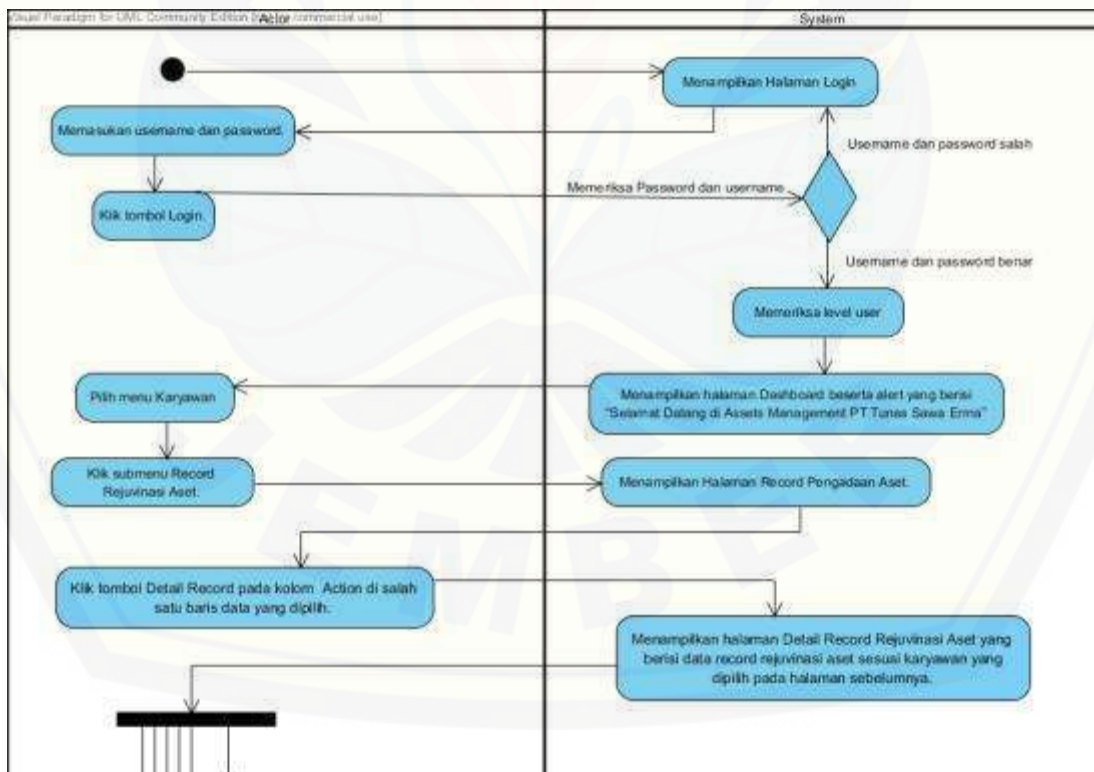 Visual Paradigm for UML Community Edition [not for commercial use]
Actor
System
Menampilkan Halaman Login
Memasukan username dan password.
Username dan password salah
Memeriksa Password dan username
Klik tombol Login.
Username dan password benar
Memeriksa level user
Pilih menu Karyawan
Menampilkan halaman Dashboard beserta alert yang berisi
"Selamat Datang di Assets Management PT Tunas Sawa Erma"
Klik submenu Record
Rejuvinasi Aset.
Menampilkan Halaman Record Pengadaan Aset.
Klik tombol Detail Record pada kolom Action di salah
satu baris data yang dipilih.
Menampilkan halaman Detail Record Rejuvinasi Aset yang
berisi data record rejuvinasi aset sesuai karyawan yang
dipilih pada halaman sebelumnya.